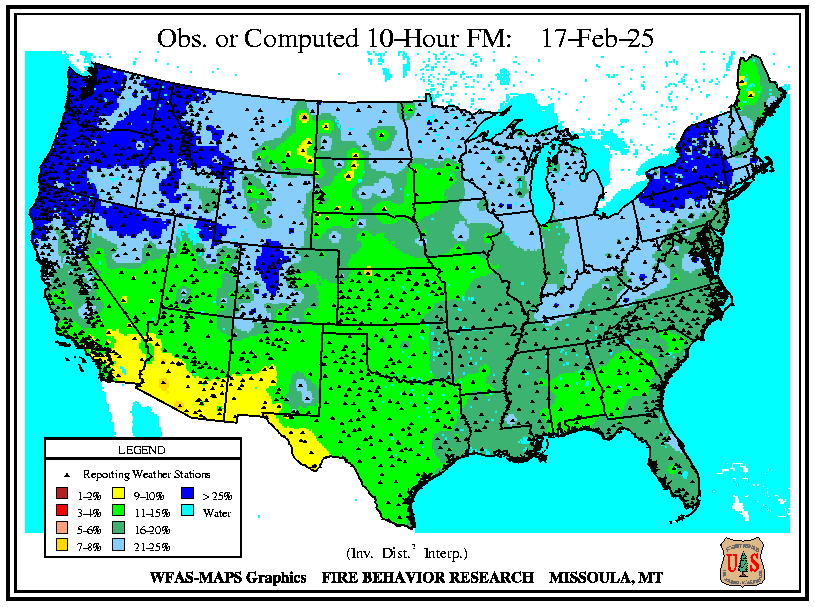 Obs. or Computed 10-Hour FM: 17-Feb-25
LEGEND
Reporting Weather Stations
1-2% 9-10% > 25%
3-4% 11-15% Water
5-6% 16-20%
7-8% 21-25%
(Inv. Dist.² Interp.)
WFAS-MAPS Graphics FIRE BEHAVIOR RESEARCH MISSOULA, MT
U S